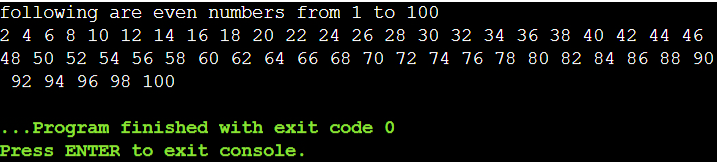 following are even numbers from 1 to 100
2 4 6 8 10 12 14 16 18 20 22 24 26 28 30 32 34 36 38 40 42 44 46
48 50 52 54 56 58 60 62 64 66 68 70 72 74 76 78 80 82 84 86 88 90
92 94 96 98 100
...Program finished with exit code 0
Press ENTER to exit console.